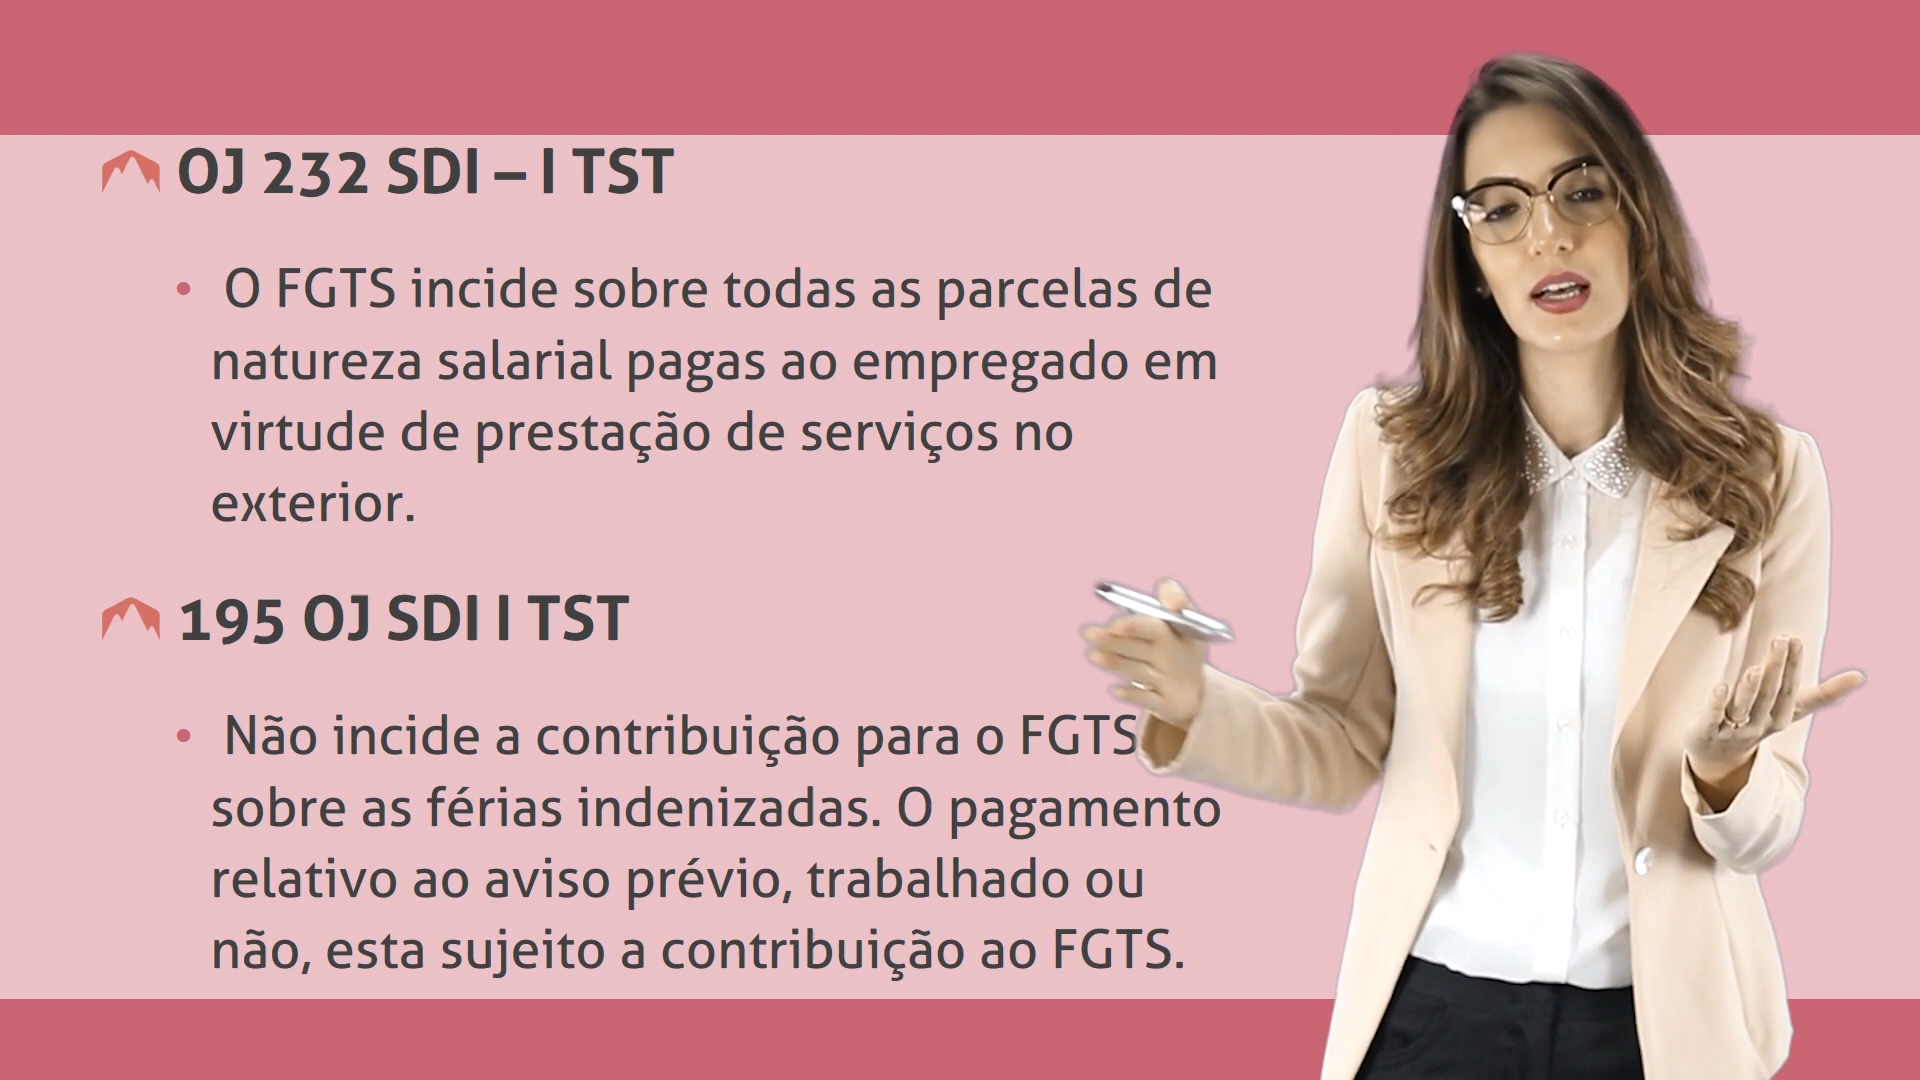 OJ 232 SDI – I TST
• O FGTS incide sobre todas as parcelas de
natureza salarial pagas ao empregado em
virtude de prestação de serviços no
exterior.
195 OJ SDI I TST
• Não incide a contribuição para o FGTS
sobre as férias indenizadas. O pagamento
relativo ao aviso prévio, trabalhado ou
não, esta sujeito a contribuição ao FGTS.